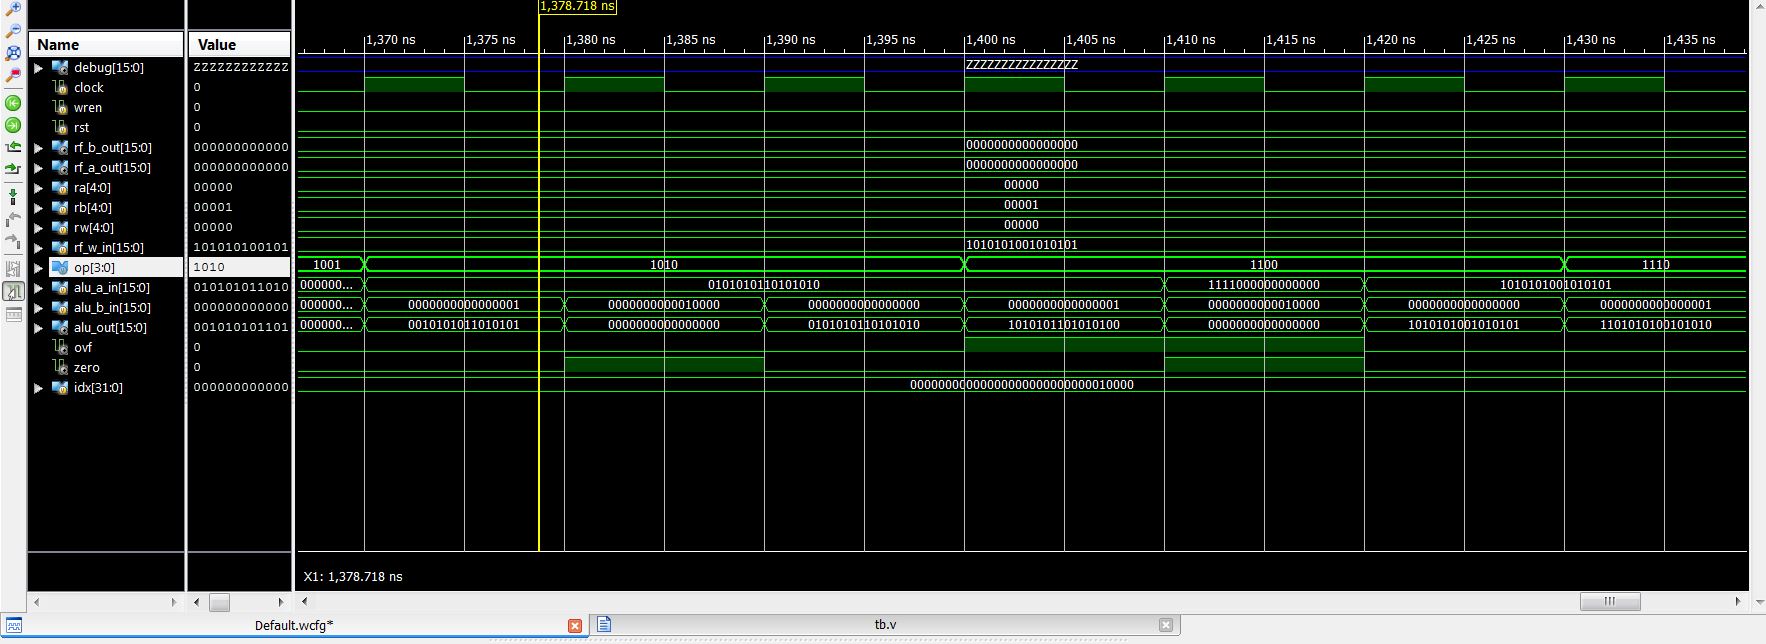 1,378.718 ns
Name Value 1,370 ns 1,375 ns 1,380 ns 1,385 ns 1,390 ns 1,395 ns 1,400 ns 1,405 ns 1,410 ns 1,415 ns 1,420 ns 1,425 ns 1,430 ns 1,435 ns
debug[15:0] ZZZZZZZZZZZZ ZZZZZZZZZZZZZZZZ
clock 0
wren 0
rst 0
rf_b_out[15:0] 000000000000 0000000000000000
rf_a_out[15:0] 000000000000 0000000000000000
ra[4:0] 00000 00000
rb[4:0] 00001 00001
rw[4:0] 00000 00000
rf_w_in[15:0] 101010100101 1010101001010101
op[3:0] 1010 1001 1010 1100 1110
alu_a_in[15:0] 010101011010 000000... 0101010110101010 1111000000000000 1010101001010101
alu_b_in[15:0] 000000000000 000000... 0000000000000001 0000000000010000 0000000000000000 0000000000000001 0000000000010000 0000000000000000 0000000000000001
alu_out[15:0] 001010101101 000000... 0010101011010101 0000000000000000 0101010110101010 1010101101010100 0000000000000000 1010101001010101 1101010100101010
ovf 0
zero 0
idx[31:0] 000000000000 00000000000000000000000000010000
X1: 1,378.718 ns
Default.wcfg* tb.v